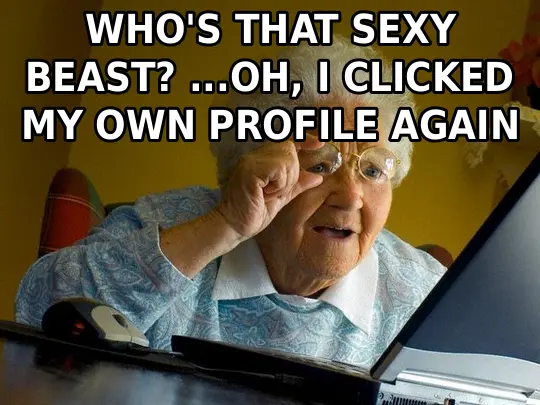 WHO'S THAT SEXY
BEAST? ...OH, I CLICKED
MY OWN PROFILE AGAIN